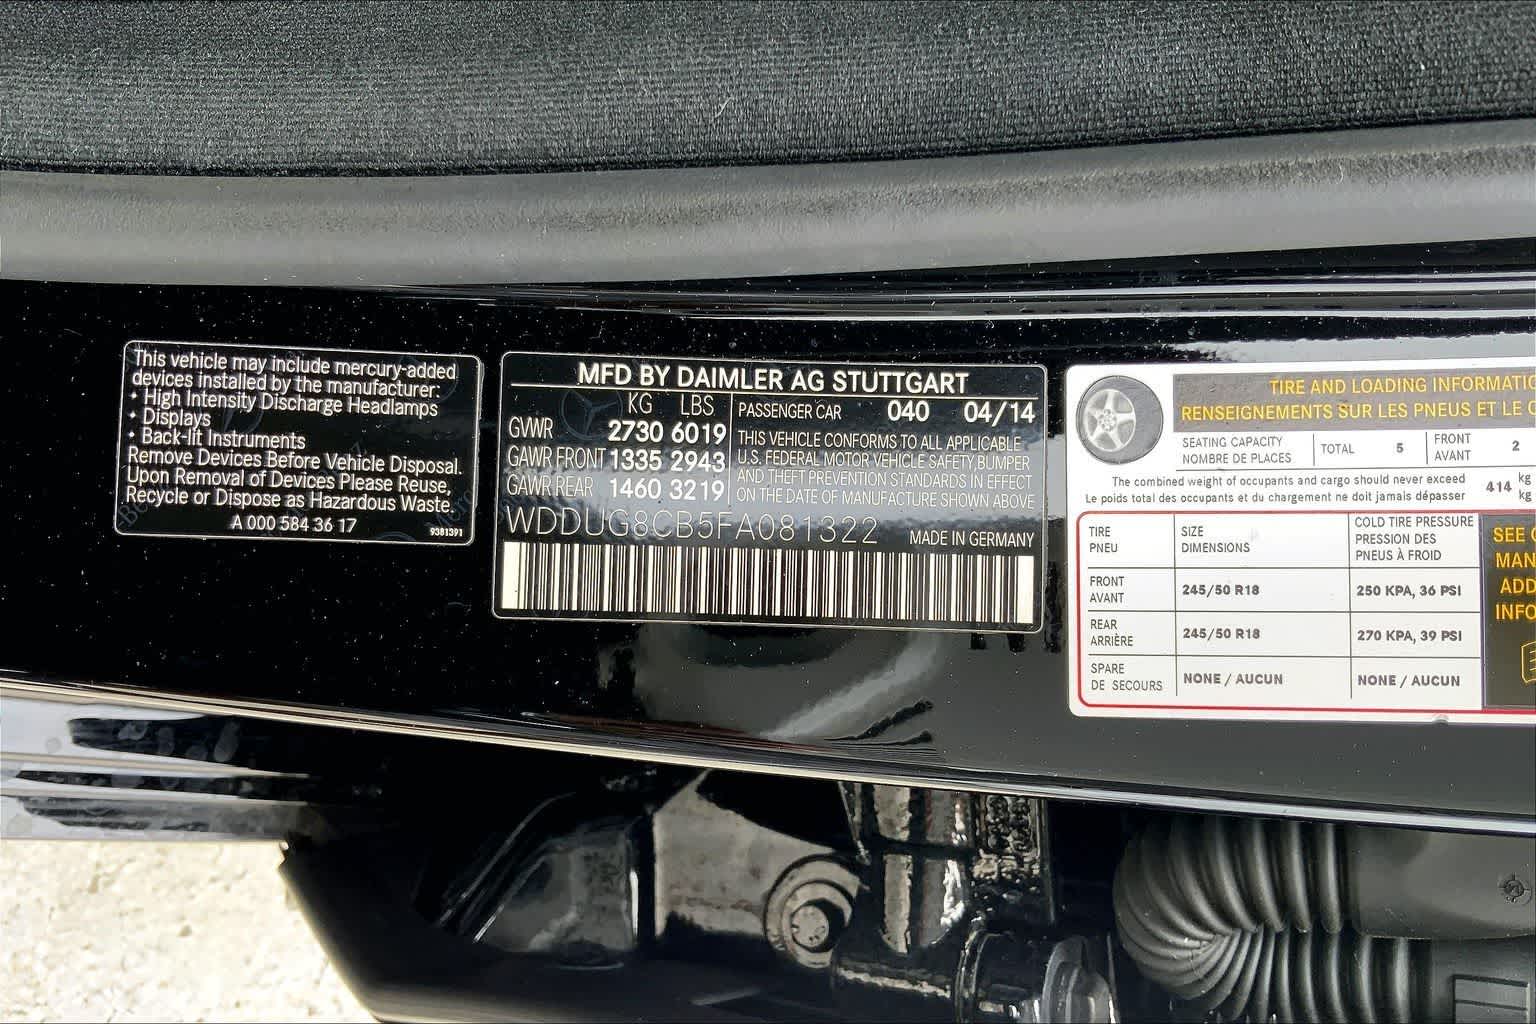 This vehicle may include mercury-added
devices installed by the manufacturer:
• High Intensity Discharge Headlamps
• Displays
• Back-lit Instruments
Remove Devices Before Vehicle Disposal.
Upon Removal of Devices Please Reuse,
Recycle or Dispose as Hazardous Waste.
A 000 584 36 17
9381391
MFD BY DAIMLER AG STUTTGART
KG LBS
GVWR 2730 6019
GAWR FRONT 1335 2943
GAWR REAR 1460 3219
PASSENGER CAR 040 04/14
THIS VEHICLE CONFORMS TO ALL APPLICABLE
U.S. FEDERAL MOTOR VEHICLE SAFETY, BUMPER
AND THEFT PREVENTION STANDARDS IN EFFECT
ON THE DATE OF MANUFACTURE SHOWN ABOVE
WDDUG8CB5FA081322
MADE IN GERMANY
TIRE AND LOADING INFORMATIO
RENSEIGNEMENTS SUR LES PNEUS ET LE C
SEATING CAPACITY
NOMBRE DE PLACES
TOTAL 5
FRONT
AVANT
2
The combined weight of occupants and cargo should never exceed
Le poids total des occupants et du chargement ne doit jamais dépasser
414 kg
kg
TIRE
PNEU
SIZE
DIMENSIONS
COLD TIRE PRESSURE
PRESSION DES
PNEUS À FROID
FRONT
AVANT
245/50 R18
250 KPA, 36 PSI
REAR
ARRIÈRE
245/50 R18
270 KPA, 39 PSI
SPARE
DE SECOURS
NONE / AUCUN
NONE / AUCUN
SEE
MAN
ADD
INFO